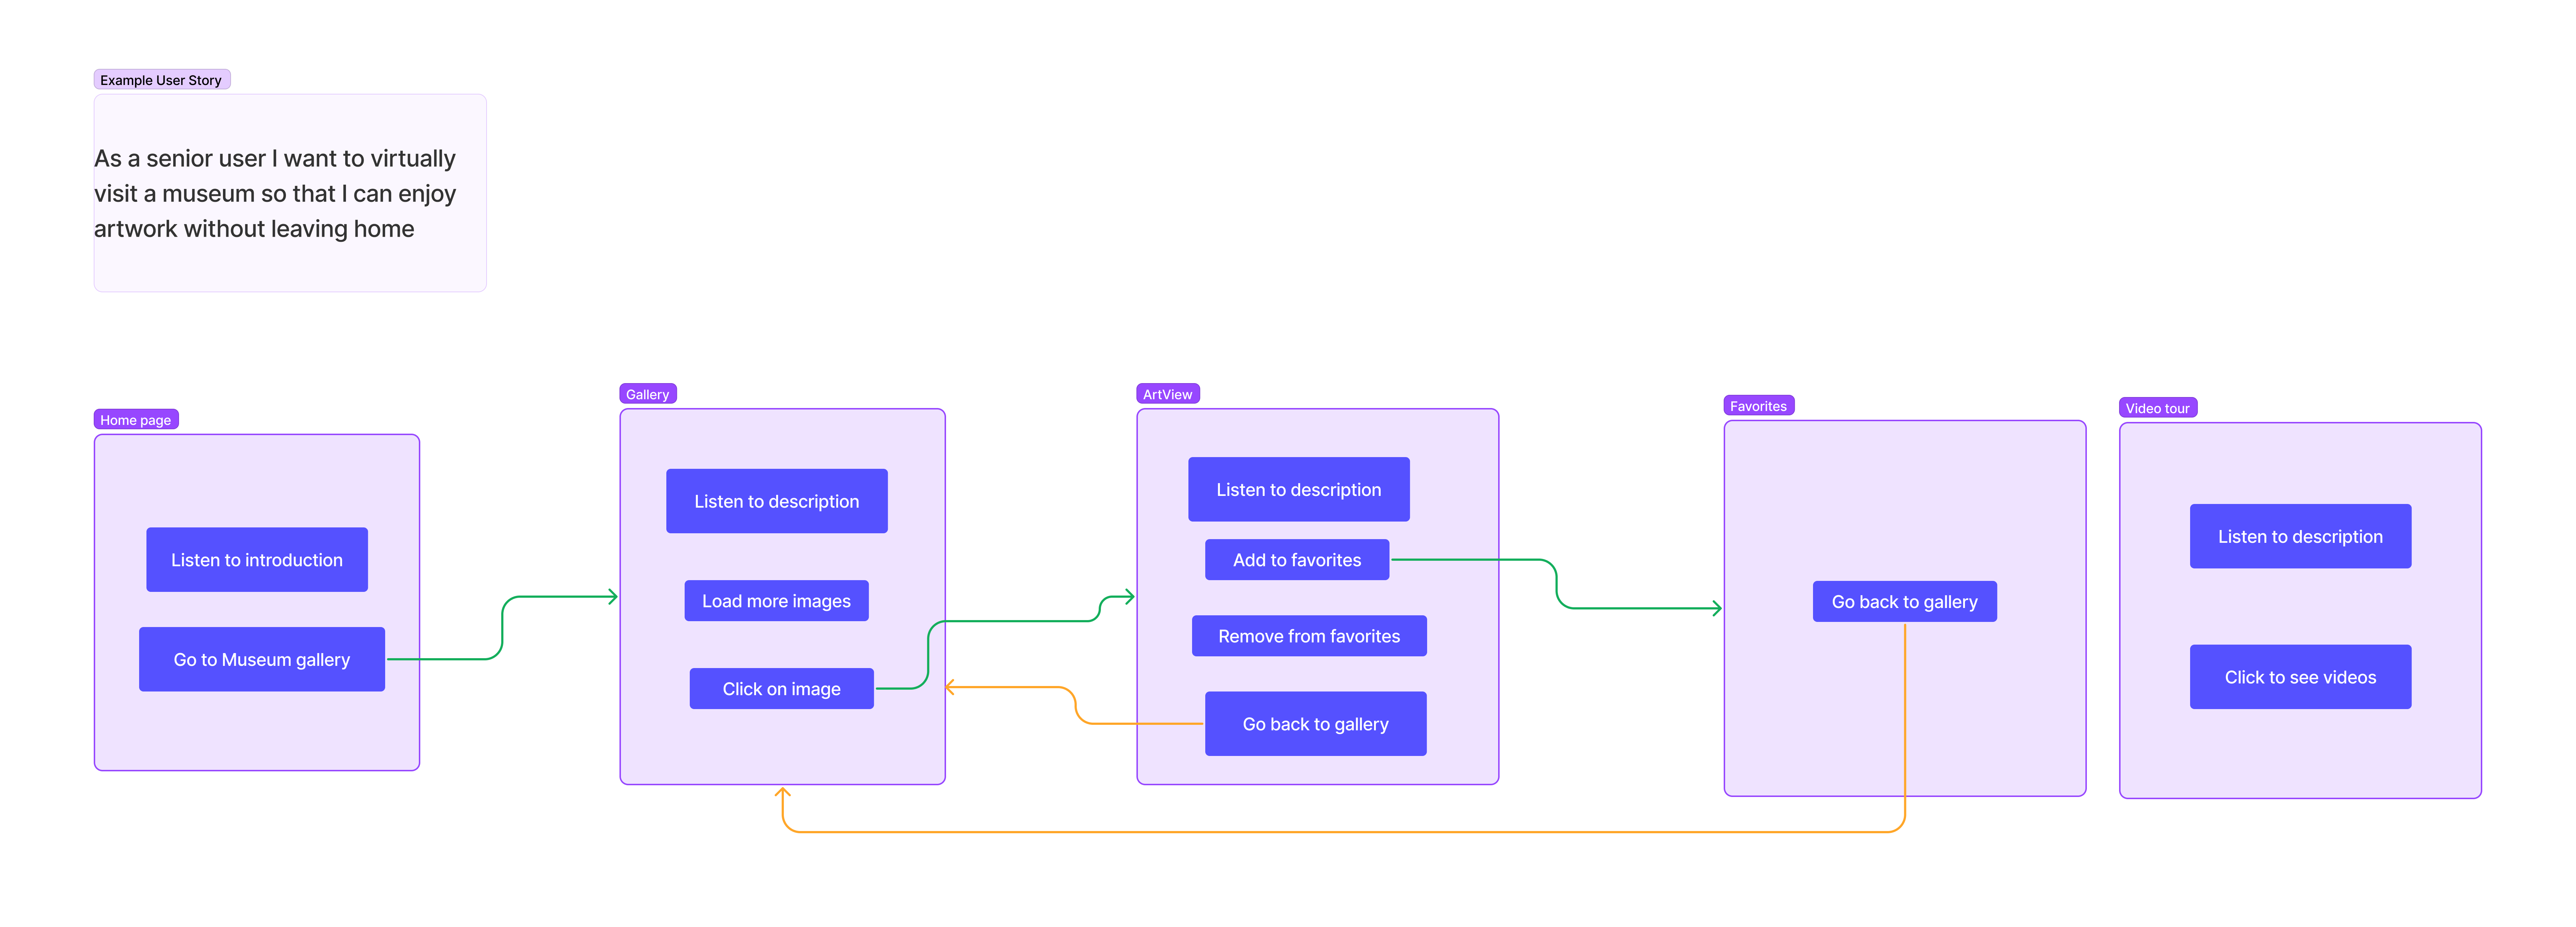 Example User Story
As a senior user I want to virtually
visit a museum so that I can enjoy
artwork without leaving home
Home page
Listen to introduction
Go to Museum gallery
Gallery
Listen to description
Load more images
Click on image
ArtView
Listen to description
Add to favorites
Remove from favorites
Go back to gallery
Favorites
Go back to gallery
Video tour
Listen to description
Click to see videos